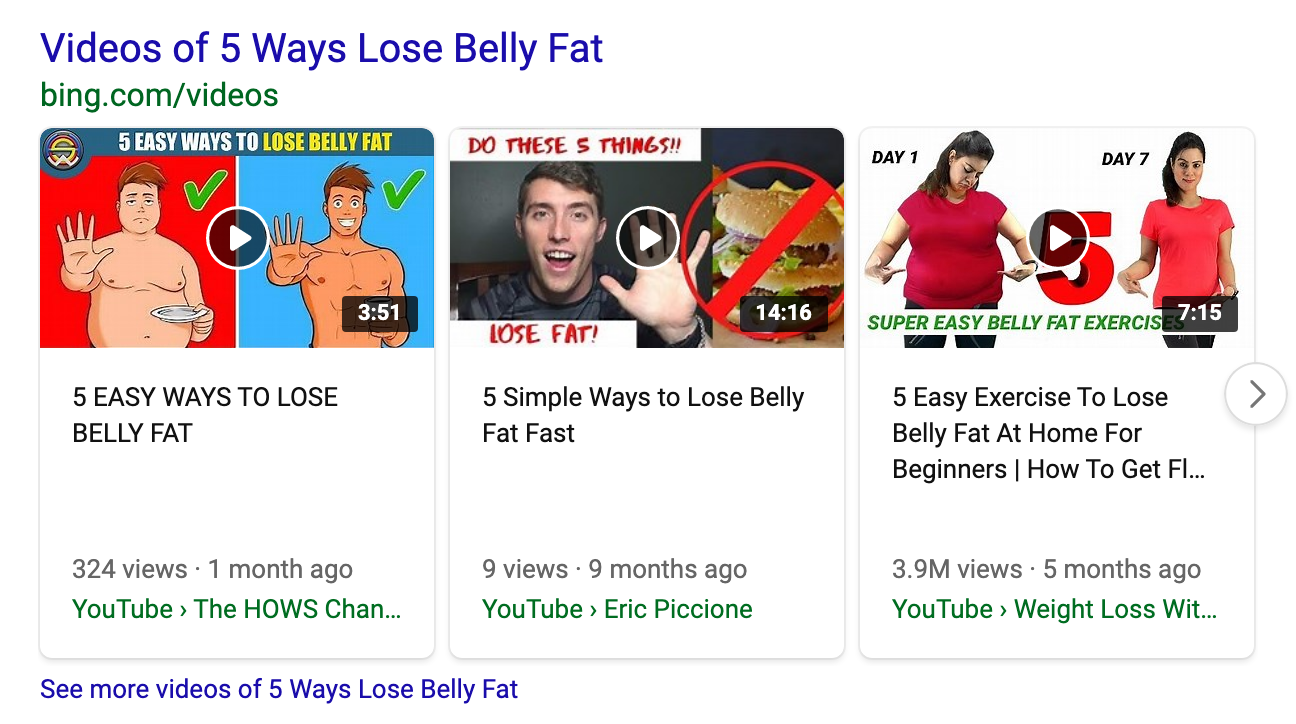 Videos of 5 Ways Lose Belly Fat
bing.com/videos
5 EASY WAYS TO LOSE BELLY FAT
3:51
DO THESE 5 THINGS!!
LOSE FAT!
14:16
DAY 1
DAY 7
5
SUPER EASY BELLY FAT EXERCISES
7:15
5 EASY WAYS TO LOSE
BELLY FAT
324 views · 1 month ago
YouTube › The HOWS Chan...
5 Simple Ways to Lose Belly
Fat Fast
9 views · 9 months ago
YouTube › Eric Piccione
5 Easy Exercise To Lose
Belly Fat At Home For
Beginners | How To Get Fl...
3.9M views · 5 months ago
YouTube › Weight Loss Wit...
See more videos of 5 Ways Lose Belly Fat